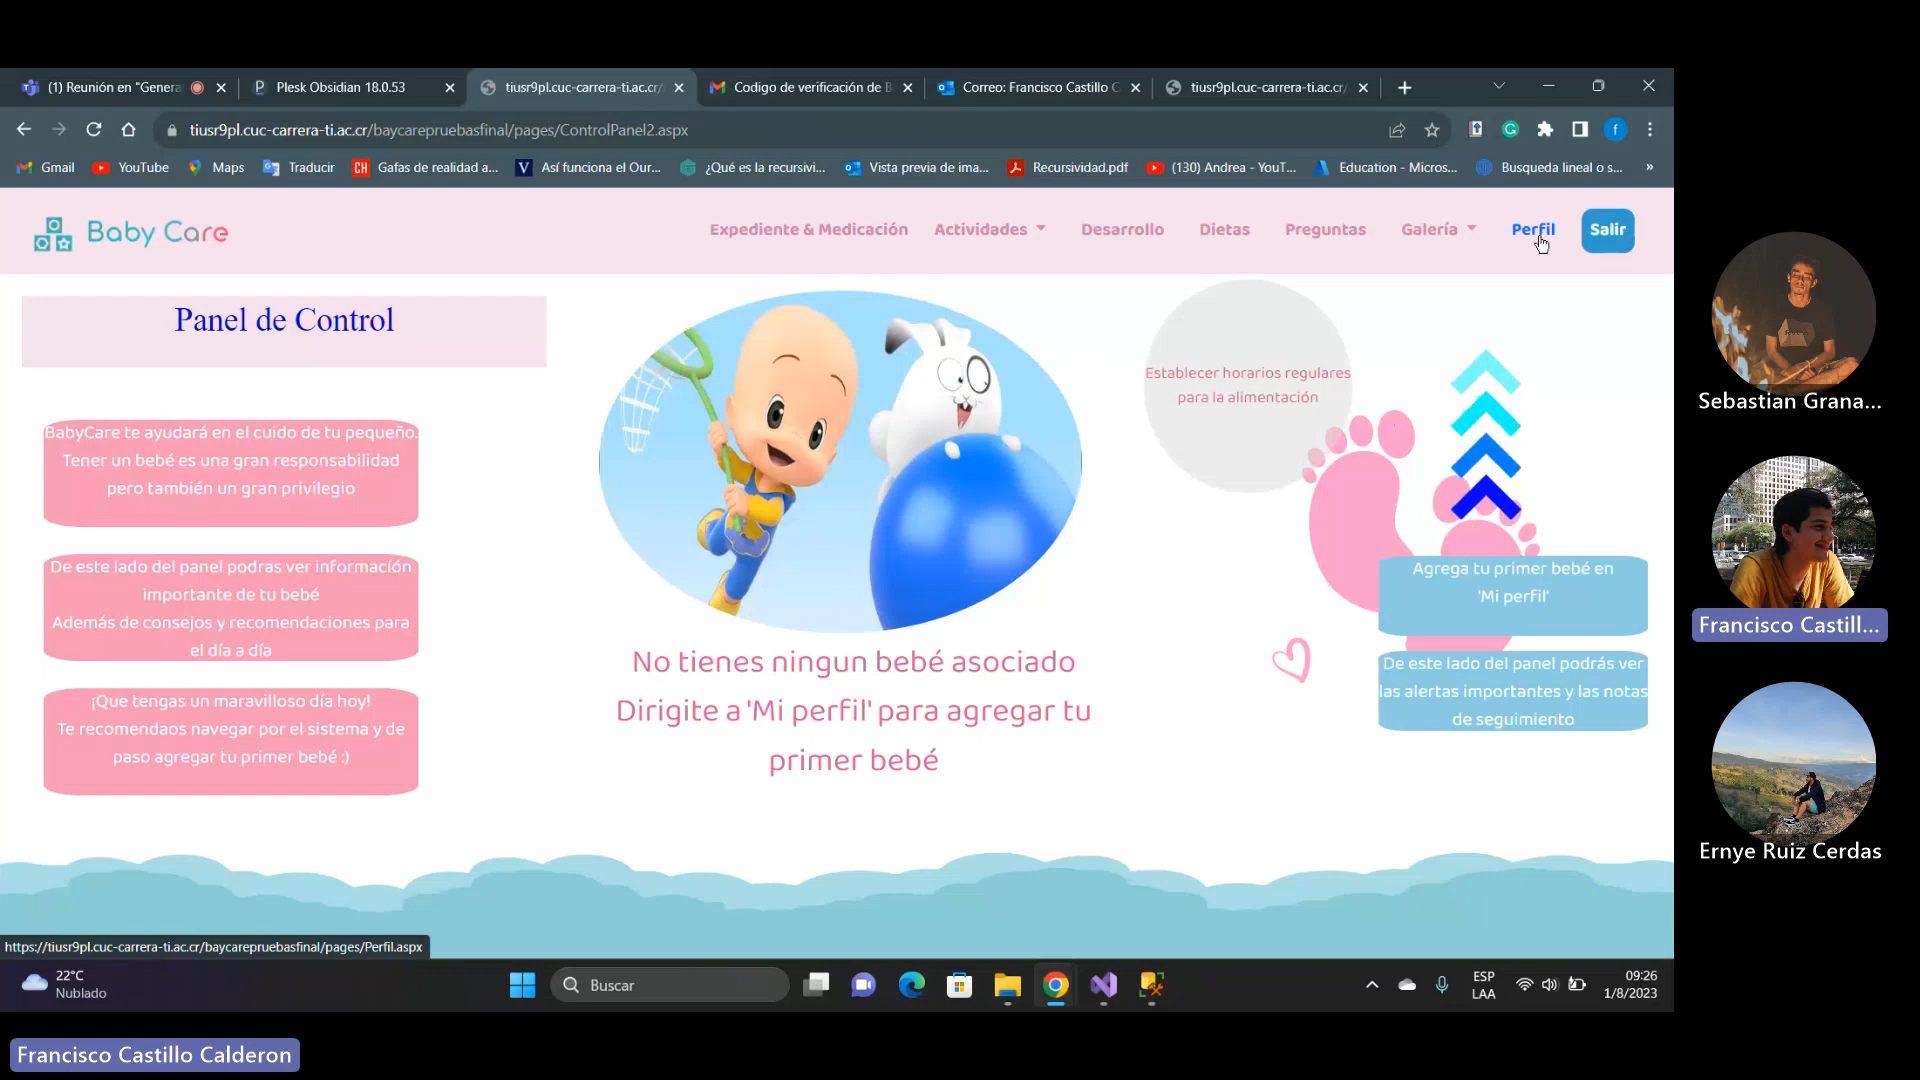 (1) Reunión en "Genera
Plesk Obsidian 18.0.53
tiusr9pl.cuc-carrera-ti.ac.cr/
Codigo de verificación de B
Correo: Francisco Castillo C
tiusr9pl.cuc-carrera-ti.ac.cr/
tiusr9pl.cuc-carrera-ti.ac.cr/baycarepruebasfinal/pages/ControlPanel2.aspx
f
Gmail
YouTube
Maps
Traducir
CH
Gafas de realidad a...
V
Así funciona el Our...
¿Qué es la recursivi...
Vista previa de ima...
Recursividad.pdf
(130) Andrea - YouT...
Education - Micros...
Busqueda lineal o s...
»
Baby Care
Expediente & Medicación
Actividades
Desarrollo
Dietas
Preguntas
Galería
Perfil
Salir
Panel de Control
BabyCare te ayudará en el cuido de tu pequeño.
Tener un bebé es una gran responsabilidad
pero también un gran privilegio
De este lado del panel podras ver informacíón
importante de tu bebé
Además de consejos y recomendaciones para
el día a día
¡Que tengas un maravilloso día hoy!
Te recomendaos navegar por el sistema y de
paso agregar tu primer bebé :)
No tienes ningun bebé asociado
Dirigite a 'Mi perfil' para agregar tu
primer bebé
Establecer horarios regulares
para la alimentación
Agrega tu primer bebé en
'Mi perfil'
De este lado del panel podrás ver
las alertas importantes y las notas
de seguimiento
https://tiusr9pl.cuc-carrera-ti.ac.cr/baycarepruebasfinal/pages/Perfil.aspx
22°C
Nublado
Buscar
ESP
LAA
09:26
1/8/2023
Sebastian Grana...
Francisco Castill...
Ernye Ruiz Cerdas
Francisco Castillo Calderon